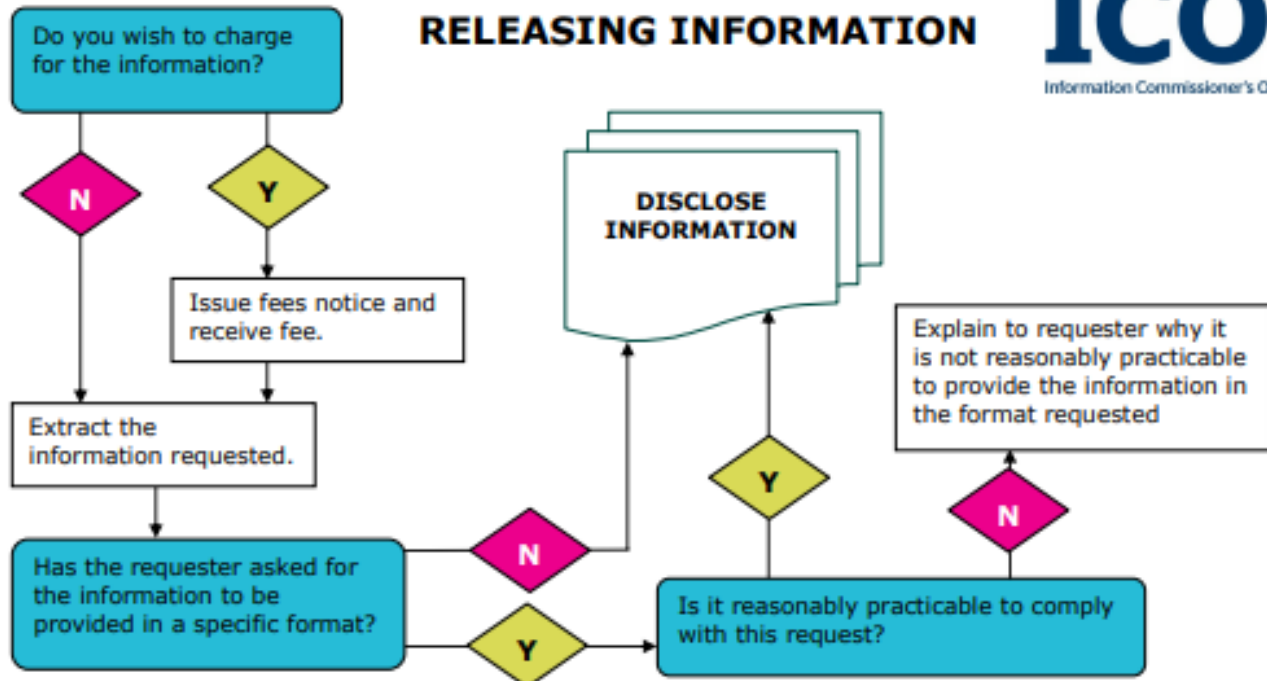 RELEASING INFORMATION
ICO
Information Commissioner's O
Do you wish to charge
for the information?
N
Y
DISCLOSE
INFORMATION
Issue fees notice and
receive fee.
Explain to requester why it
is not reasonably practicable
to provide the information in
the format requested
Extract the
information requested.
Y
N
N
Has the requester asked for
the information to be
provided in a specific format?
Y
Is it reasonably practicable to comply
with this request?